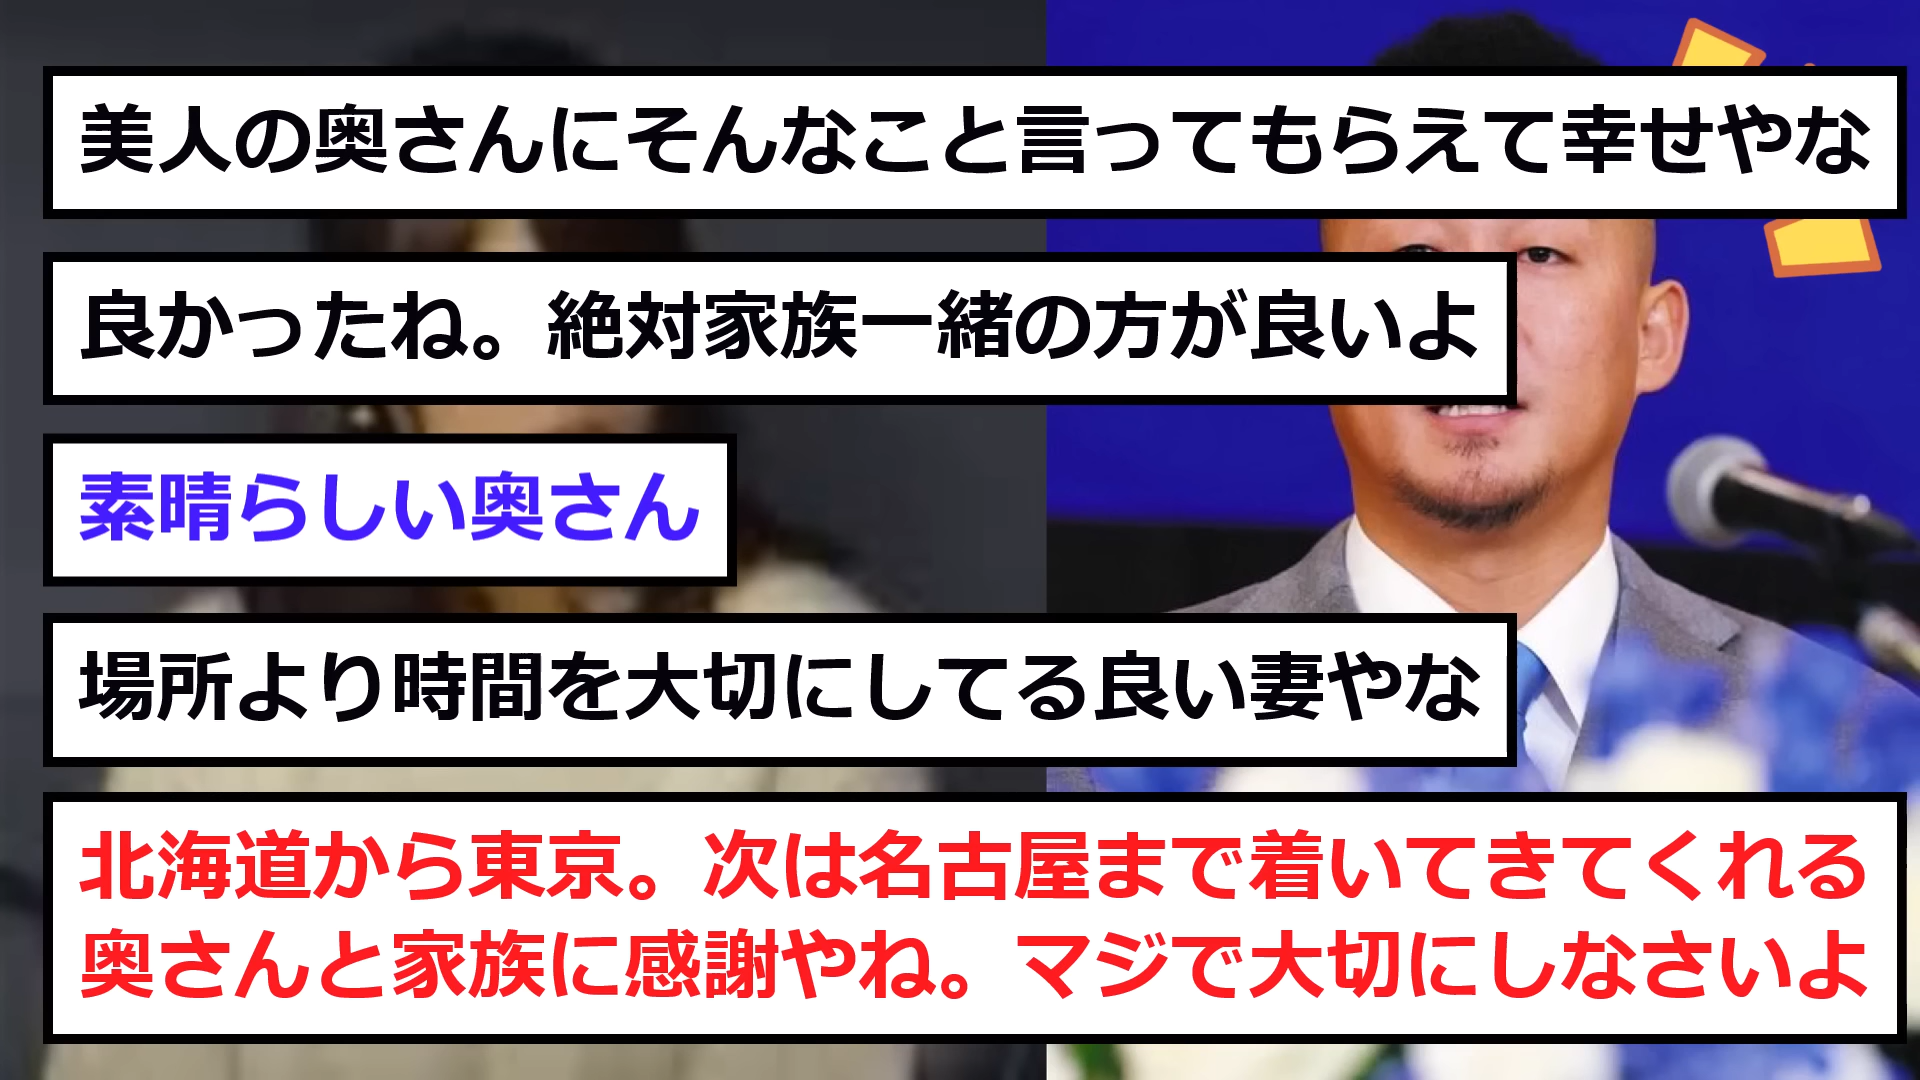 美人の奥さんにそんなこと言ってもらえて幸せやな
良かったね。絶対家族一緒の方が良いよ
素晴らしい奥さん
場所より時間を大切にしてる良い妻やな
北海道から東京。次は名古屋まで着いてきてくれる
奥さんと家族に感謝やね。マジで大切にしなさいよ